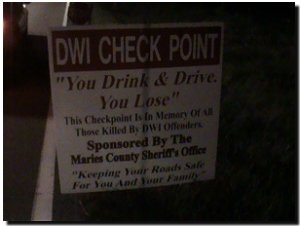 DWI CHECK POINT
"You Drink & Drive.
You Lose"
This Checkpoint Is In Memory Of All
Those Killed By DWI Offenders.
Sponsored By The
Maries County Sheriff's Office
"Keeping Your Roads Safe
For You And Your Family"